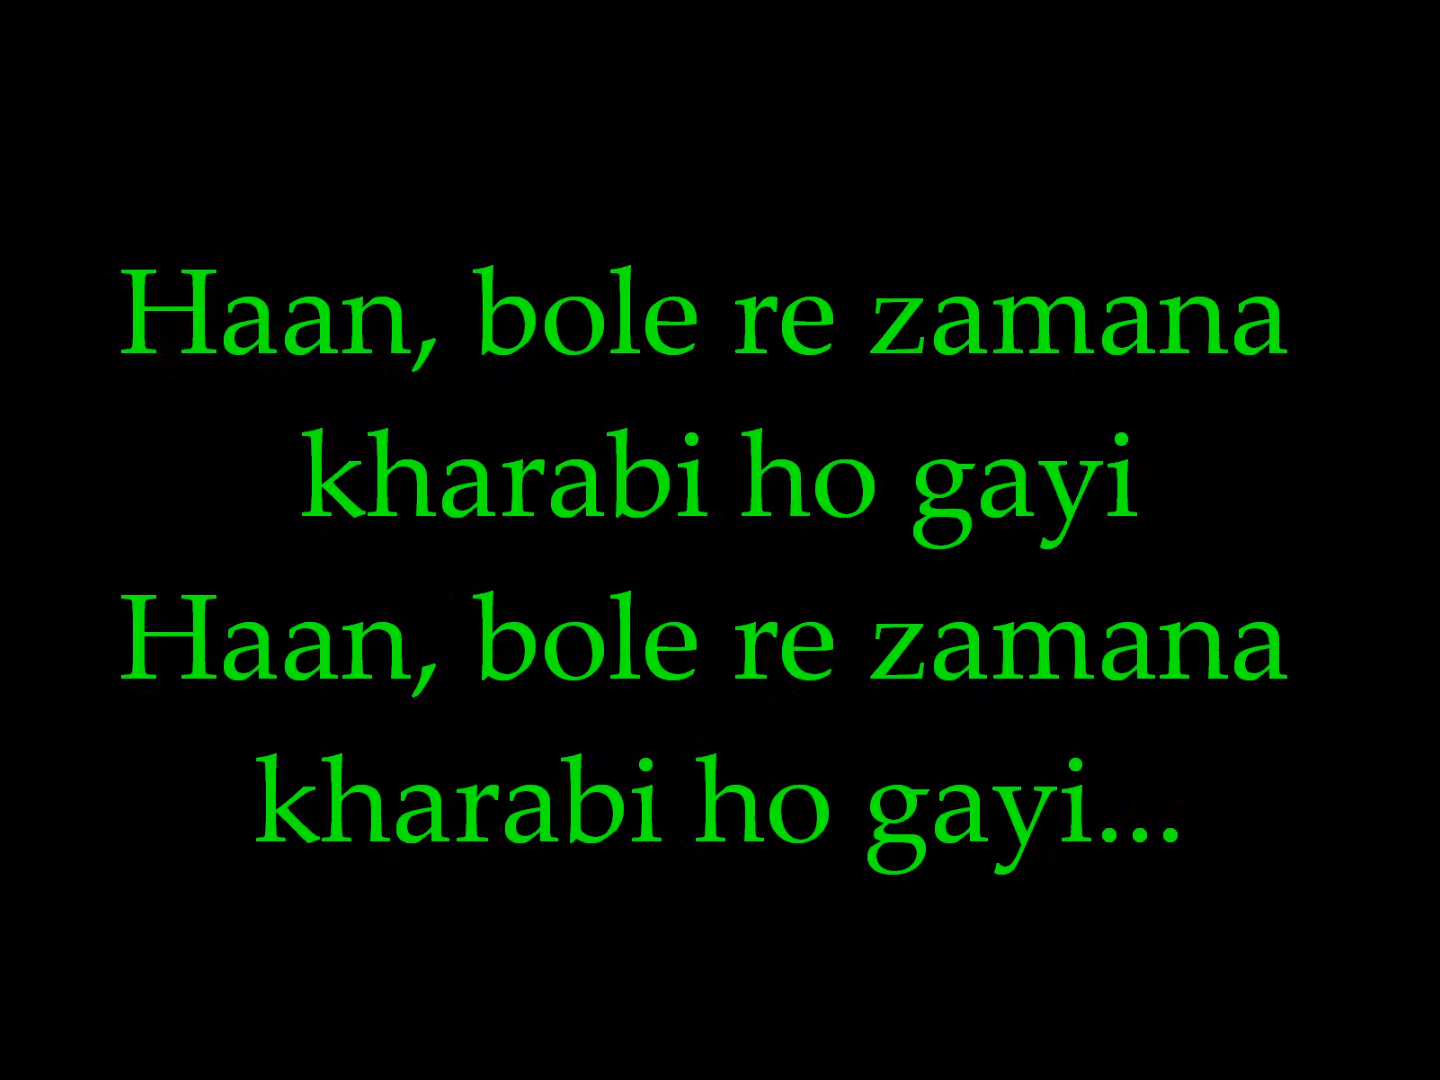 Haan, bole re zamana
kharabi ho gayi
Haan, bole re zamana
kharabi ho gayi...